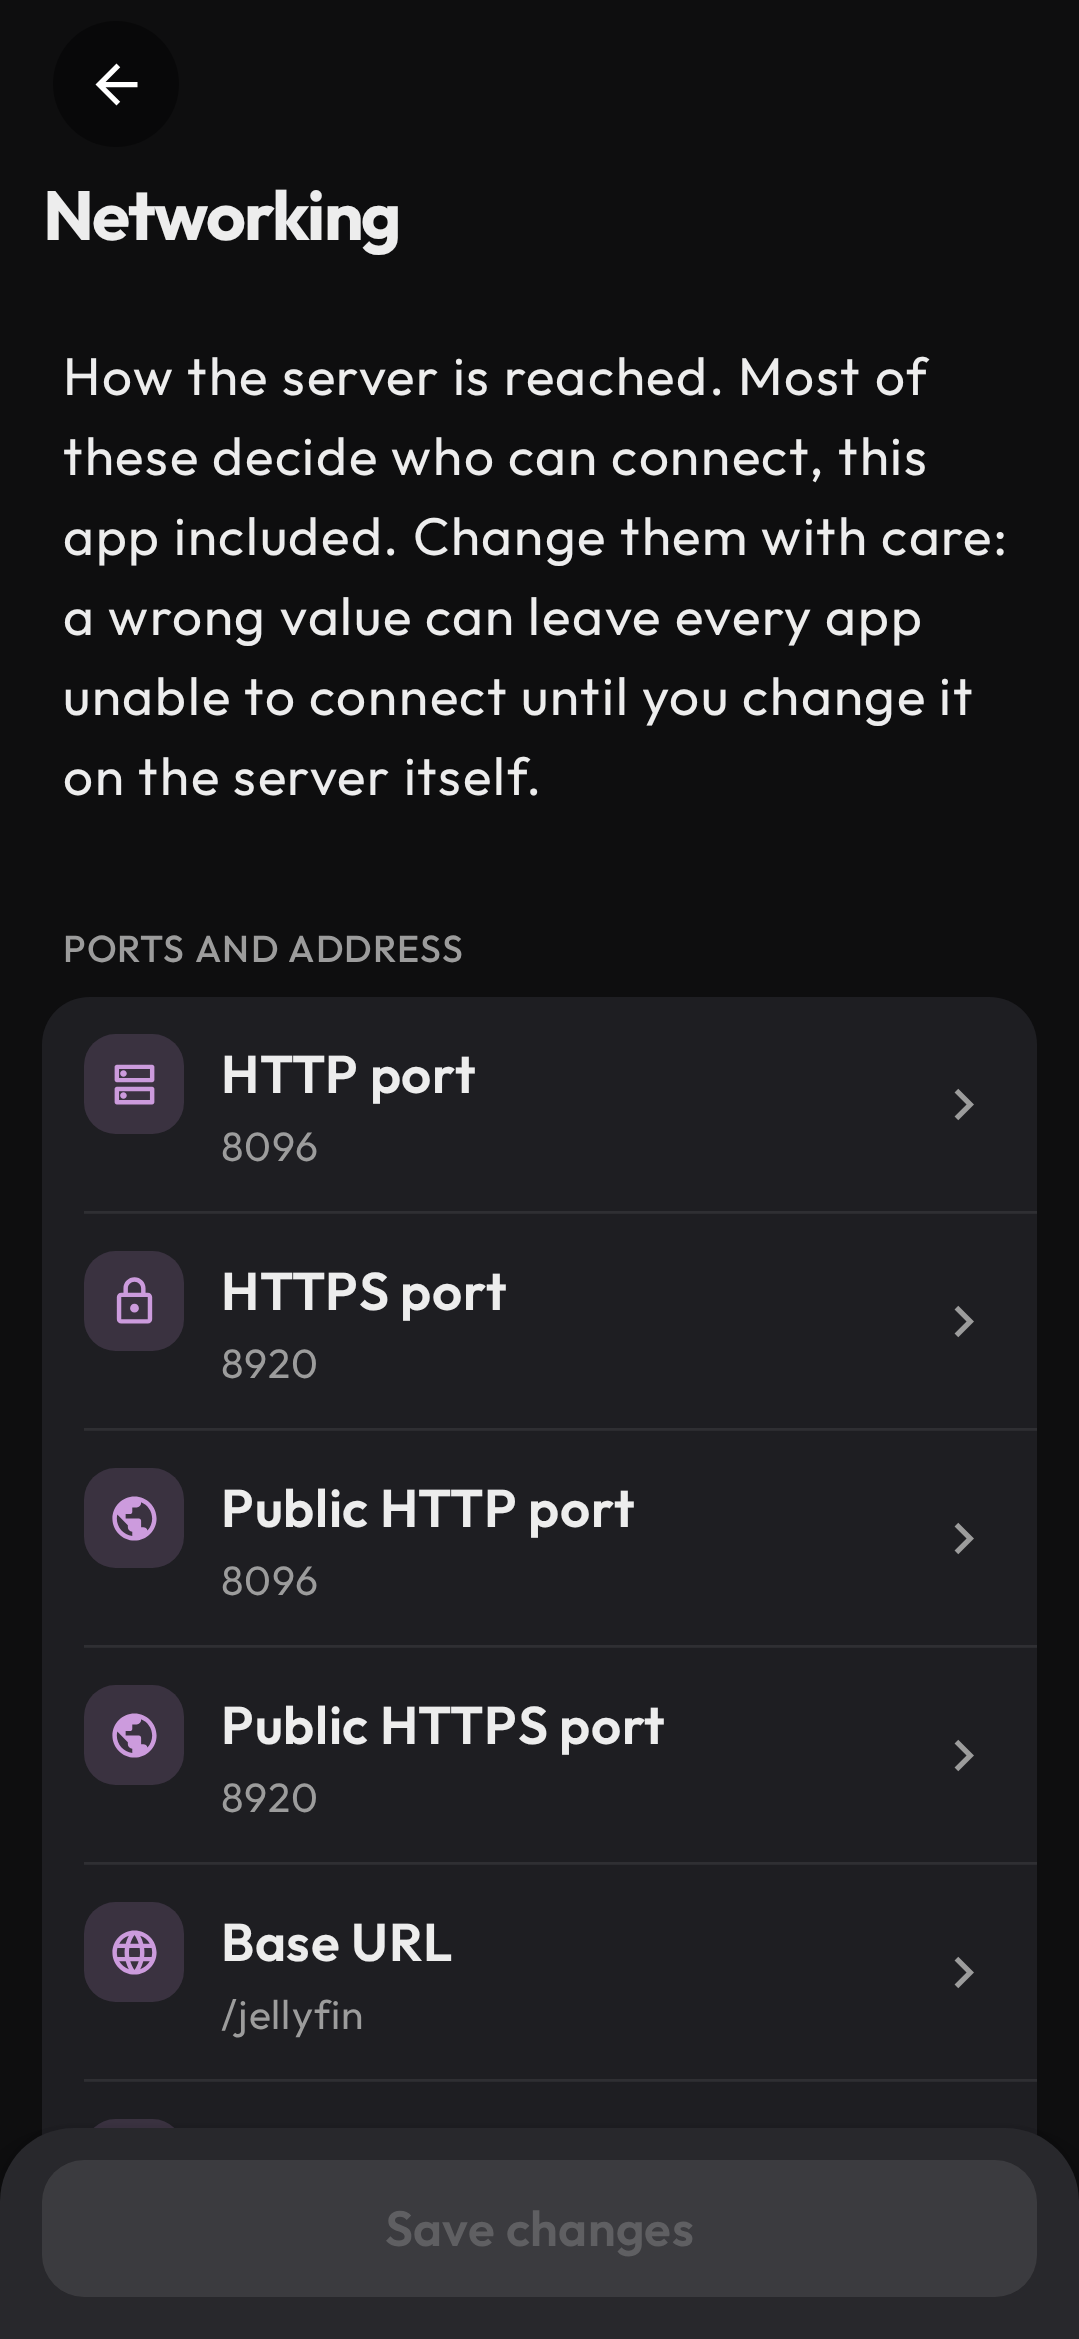 Networking
How the server is reached. Most of
these decide who can connect, this
app included. Change them with care:
a wrong value can leave every app
unable to connect until you change it
on the server itself.
PORTS AND ADDRESS
HTTP port
8096
HTTPS port
8920
Public HTTP port
8096
Public HTTPS port
8920
Base URL
/jellyfin
Save changes